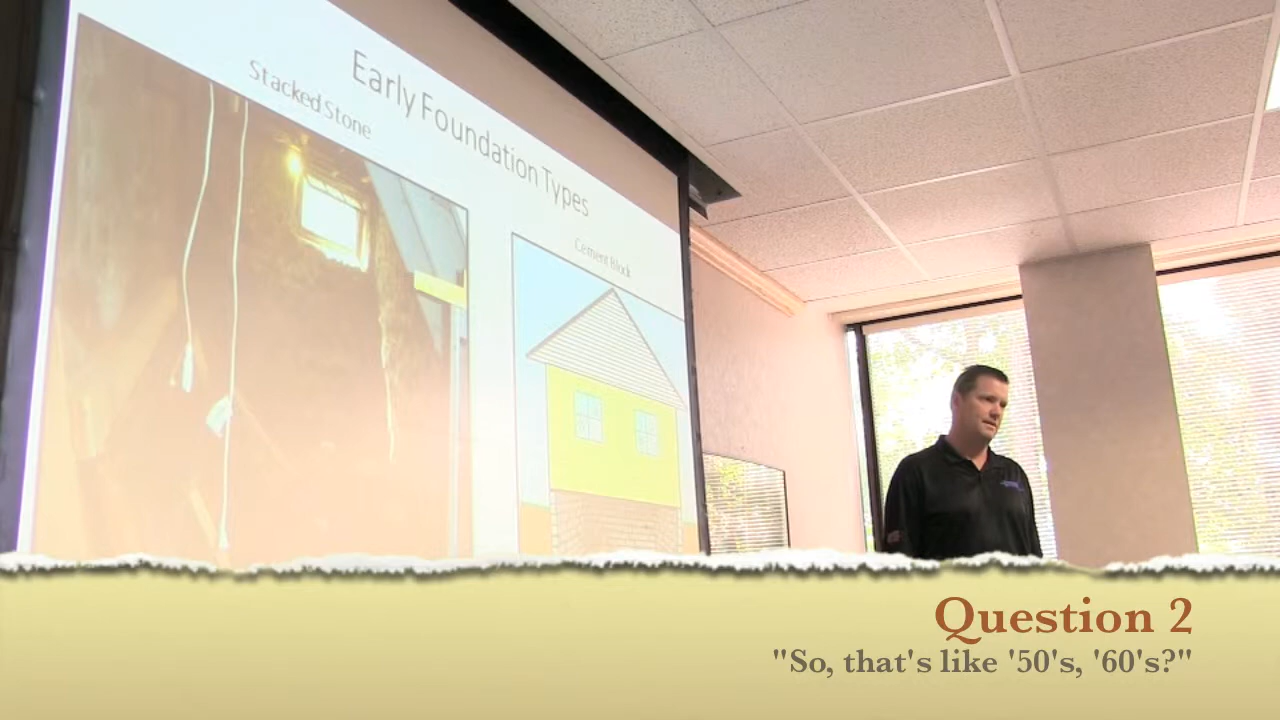 Early Foundation Types
Stacked Stone
Cement Block
Question 2
"So, that's like '50's, '60's?"